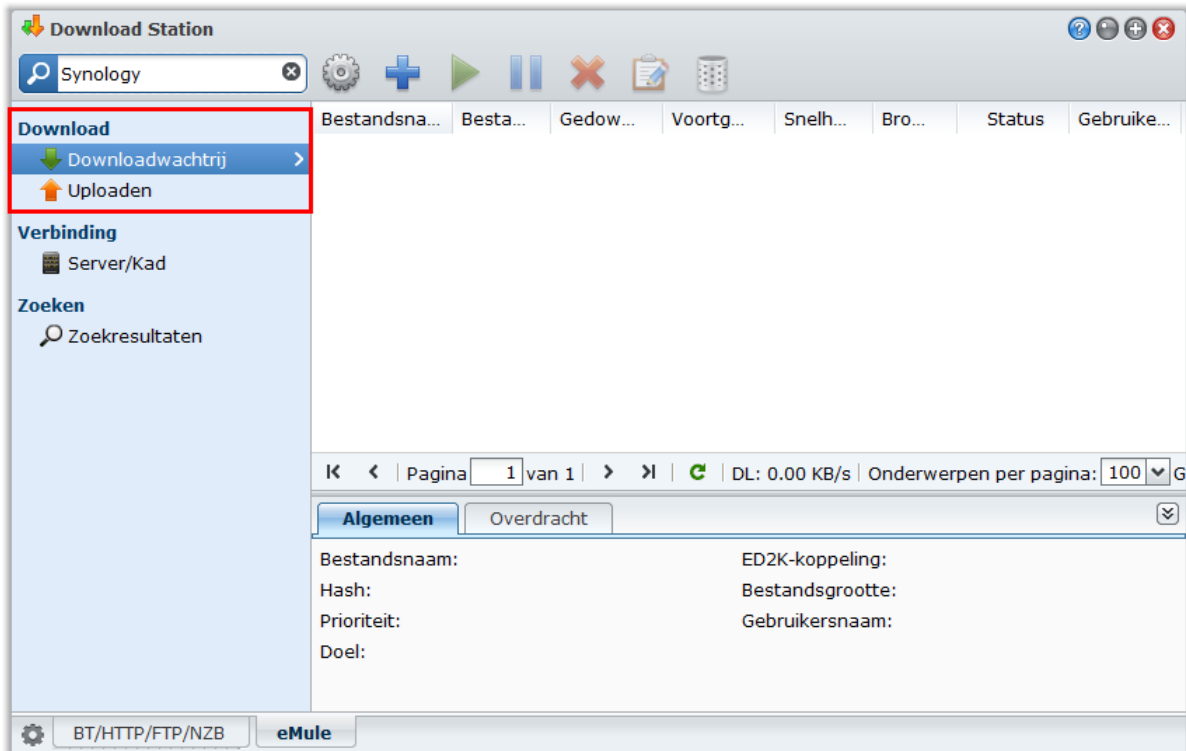 Download Station
Synology
Download
Downloadwachtrij
Uploaden
Verbinding
Server/Kad
Zoeken
Zoekresultaten
Bestandsna... Besta... Gedow... Voortg... Snelh... Bro... Status Gebruike...
Pagina 1 van 1 DL: 0.00 KB/s Onderwerpen per pagina: 100 G
Algemeen Overdracht
Bestandsnaam: ED2K-koppeling:
Hash: Bestandsgrootte:
Prioriteit: Gebruikersnaam:
Doel:
BT/HTTP/FTP/NZB eMule